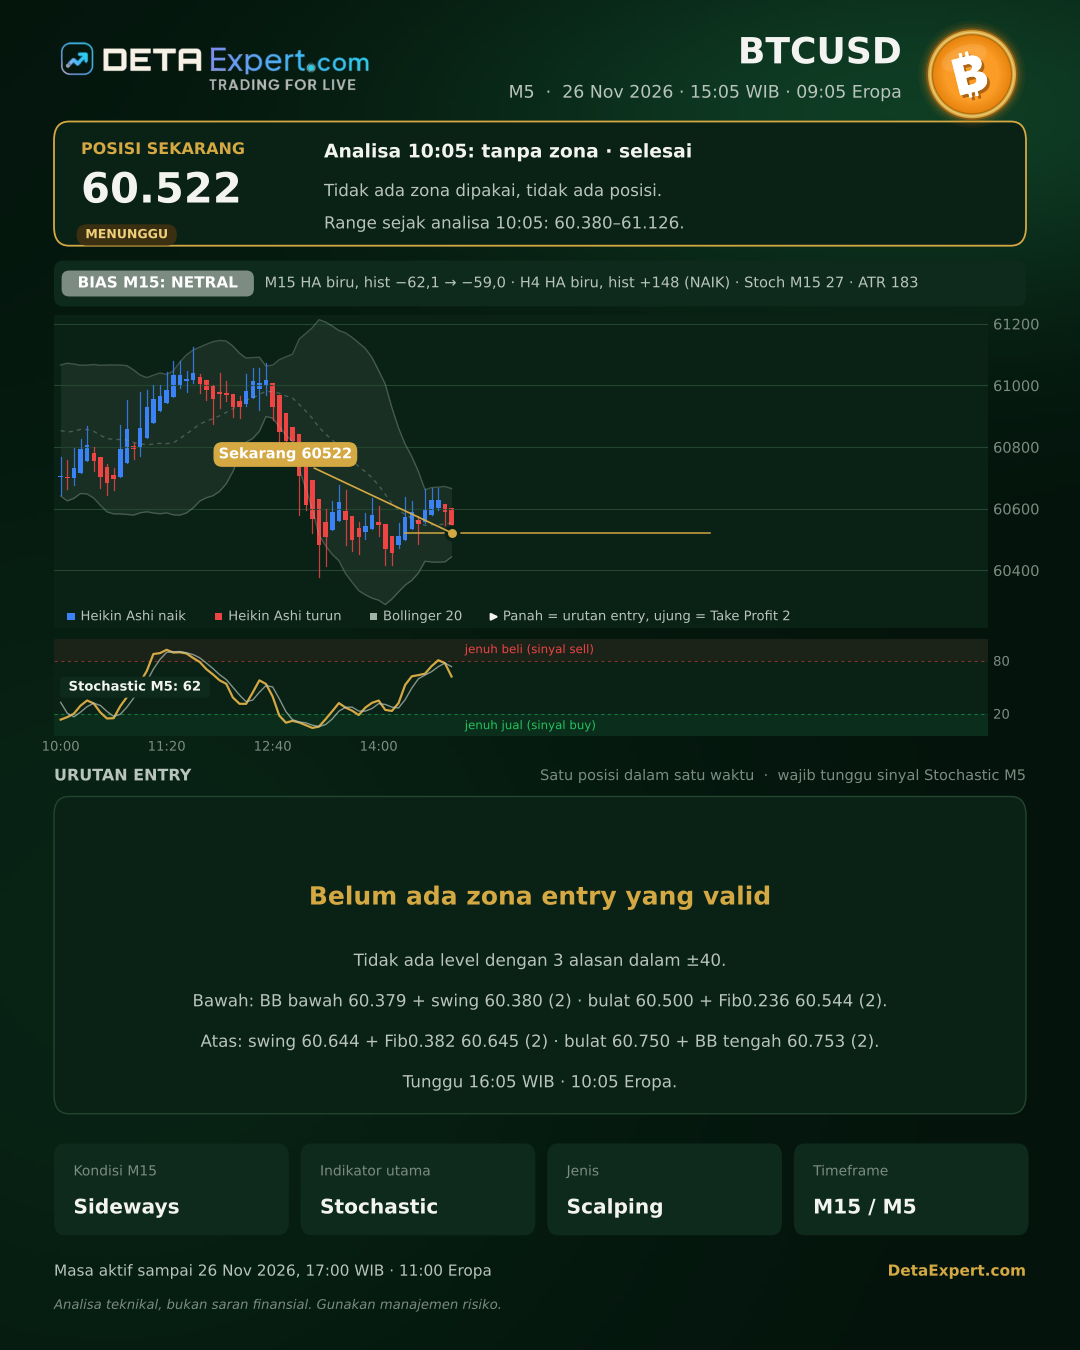 DETA Expert.com
TRADING FOR LIVE
BTCUSD
M5 · 26 Nov 2026 · 15:05 WIB · 09:05 Eropa
POSISI SEKARANG
60.522
MENUNGGU
Analisa 10:05: tanpa zona · selesai
Tidak ada zona dipakai, tidak ada posisi.
Range sejak analisa 10:05: 60.380–61.126.
BIAS M15: NETRAL
M15 HA biru, hist −62,1 → −59,0 · H4 HA biru, hist +148 (NAIK) · Stoch M15 27 · ATR 183
61200
61000
60800
60600
60400
Sekarang 60522
Heikin Ashi naik
Heikin Ashi turun
Bollinger 20
Panah = urutan entry, ujung = Take Profit 2
jenuh beli (sinyal sell)
80
Stochastic M5: 62
20
jenuh jual (sinyal buy)
10:00
11:20
12:40
14:00
URUTAN ENTRY
Satu posisi dalam satu waktu · wajib tunggu sinyal Stochastic M5
Belum ada zona entry yang valid
Tidak ada level dengan 3 alasan dalam ±40.
Bawah: BB bawah 60.379 + swing 60.380 (2) · bulat 60.500 + Fib0.236 60.544 (2).
Atas: swing 60.644 + Fib0.382 60.645 (2) · bulat 60.750 + BB tengah 60.753 (2).
Tunggu 16:05 WIB · 10:05 Eropa.
Kondisi M15
Sideways
Indikator utama
Stochastic
Jenis
Scalping
Timeframe
M15 / M5
Masa aktif sampai 26 Nov 2026, 17:00 WIB · 11:00 Eropa
DetaExpert.com
Analisa teknikal, bukan saran finansial. Gunakan manajemen risiko.